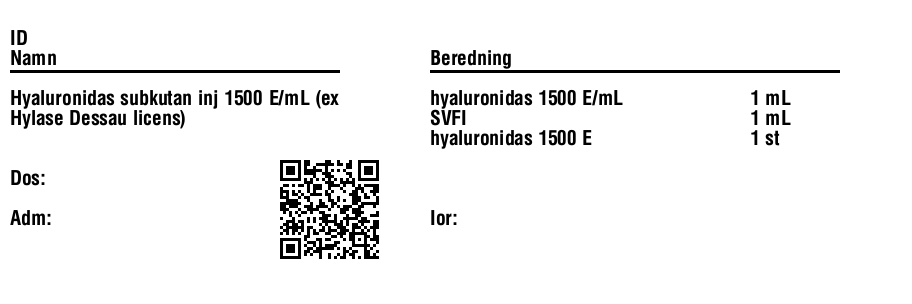 ID
Namn
Beredning
Hyaluronidas subkutan inj 1500 E/mL (ex
Hylase Dessau licens)
hyaluronidas 1500 E/mL 1 mL
SVFI 1 mL
hyaluronidas 1500 E 1 st
Dos:
Adm:
Ior: